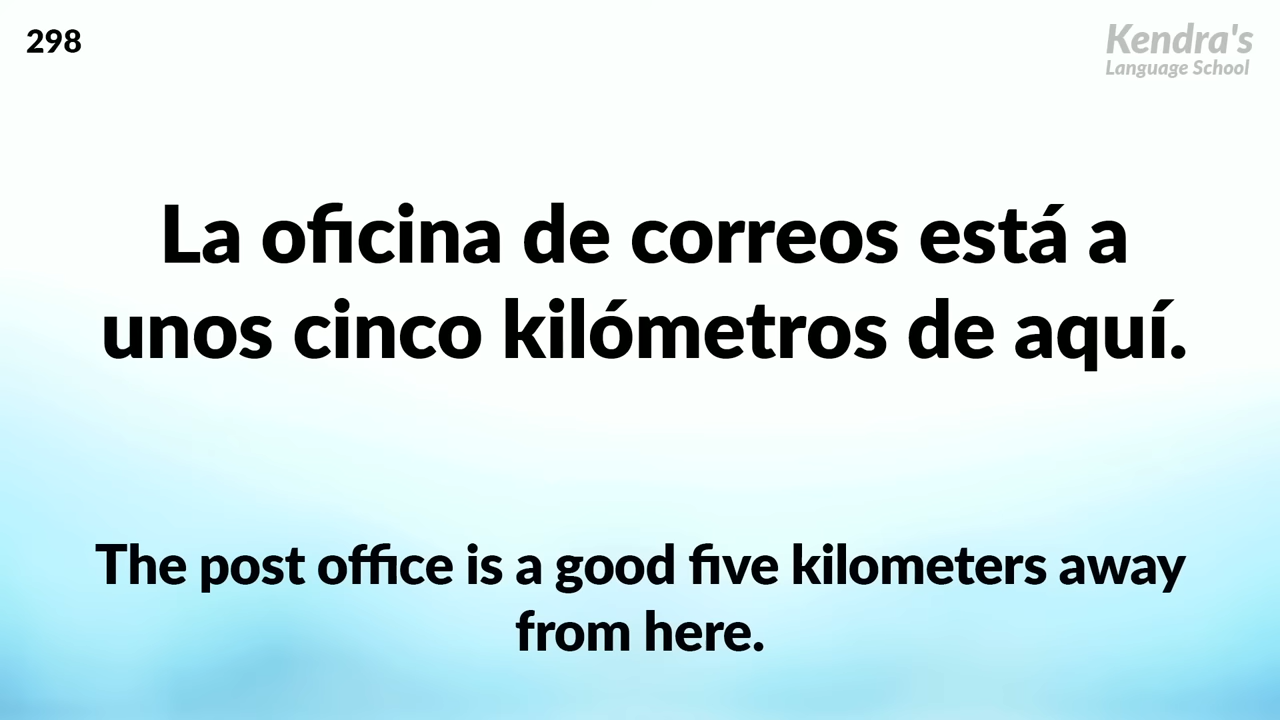 298
Kendra's
Language School
La oficina de correos está a
unos cinco kilómetros de aquí.
The post office is a good five kilometers away
from here.